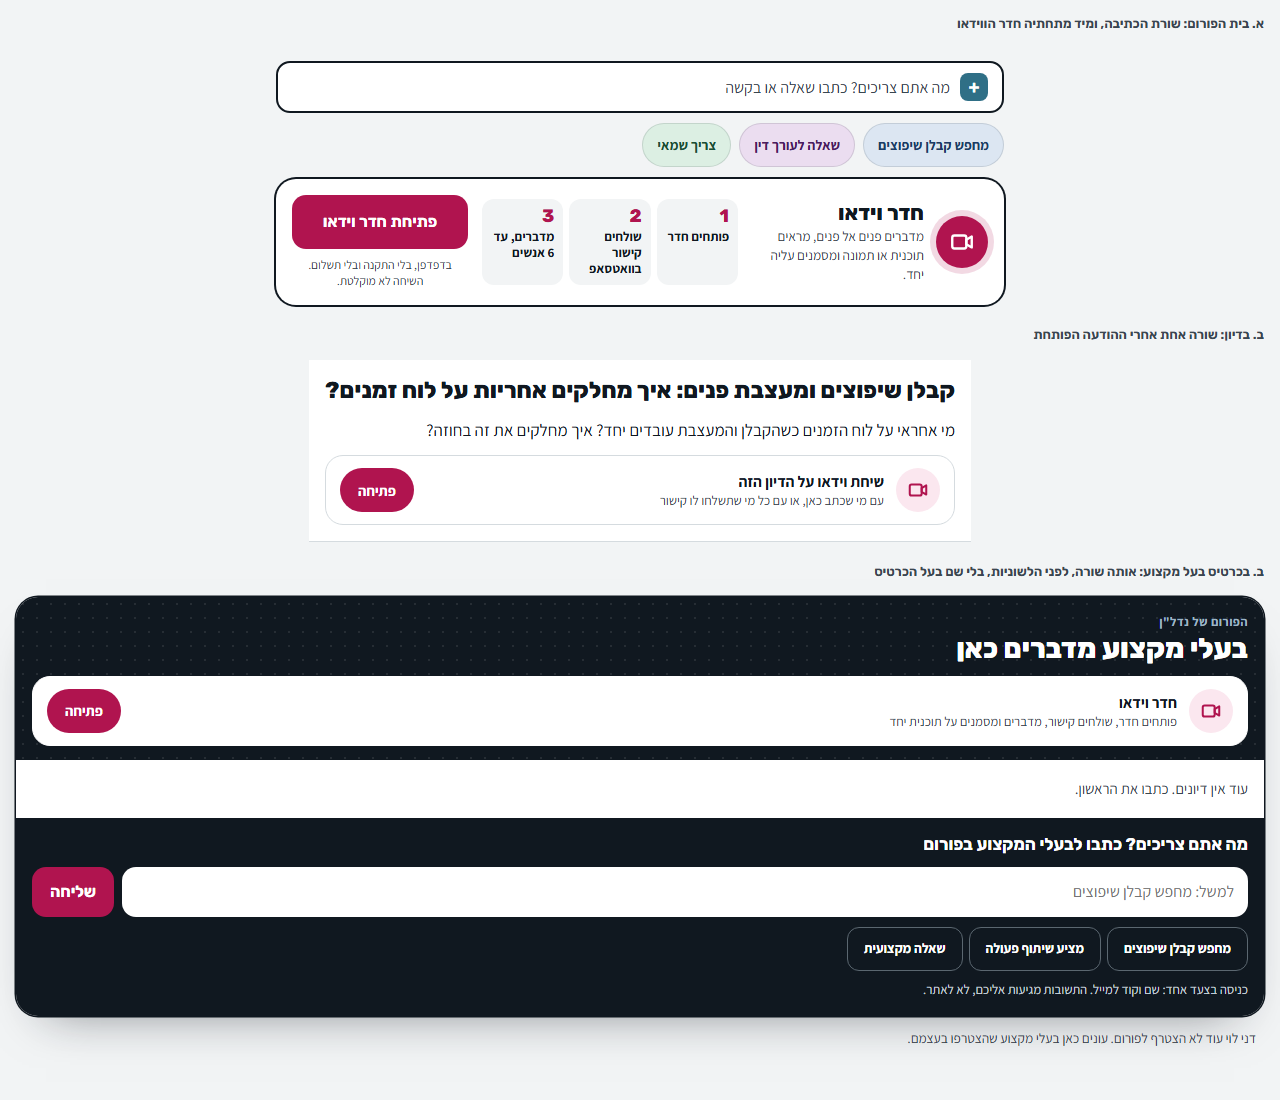 א. בית הפורום: שורת הכתיבה, ומיד מתחתיה חדר הווידאו
מה אתם צריכים? כתבו שאלה או בקשה
מחפש קבלן שיפוצים
שאלה לעורך דין
צריך שמאי
חדר וידאו
מדברים פנים אל פנים, מראים
תוכנית או תמונה ומסמנים עליה
יחד.
1
פותחים חדר
2
שולחים
קישור
בוואטסאפ
3
מדברים, עד
6 אנשים
פתיחת חדר וידאו
בדפדפן, בלי התקנה ובלי תשלום.
השיחה לא מוקלטת.
ב. בדיון: שורה אחת אחרי ההודעה הפותחת
קבלן שיפוצים ומעצבת פנים: איך מחלקים אחריות על לוח זמנים?
מי אחראי על לוח הזמנים כשהקבלן והמעצבת עובדים יחד? איך מחלקים את זה בחוזה?
שיחת וידאו על הדיון הזה
עם מי שכתב כאן, או עם כל מי שתשלחו לו קישור
פתיחה
ב. בכרטיס בעל מקצוע: אותה שורה, לפני הלשוניות, בלי שם בעל הכרטיס
הפורום של נדל"ן
בעלי מקצוע מדברים כאן
חדר וידאו
פותחים חדר, שולחים קישור, מדברים ומסמנים על תוכנית יחד
פתיחה
עוד אין דיונים. כתבו את הראשון.
מה אתם צריכים? כתבו לבעלי המקצוע בפורום
למשל: מחפש קבלן שיפוצים
שליחה
מחפש קבלן שיפוצים
מציע שיתוף פעולה
שאלה מקצועית
כניסה בצעד אחד: שם וקוד למייל. התשובות מגיעות אליכם, לא לאתר.
דני לוי עוד לא הצטרף לפורום. עונים כאן בעלי מקצוע שהצטרפו בעצמם.